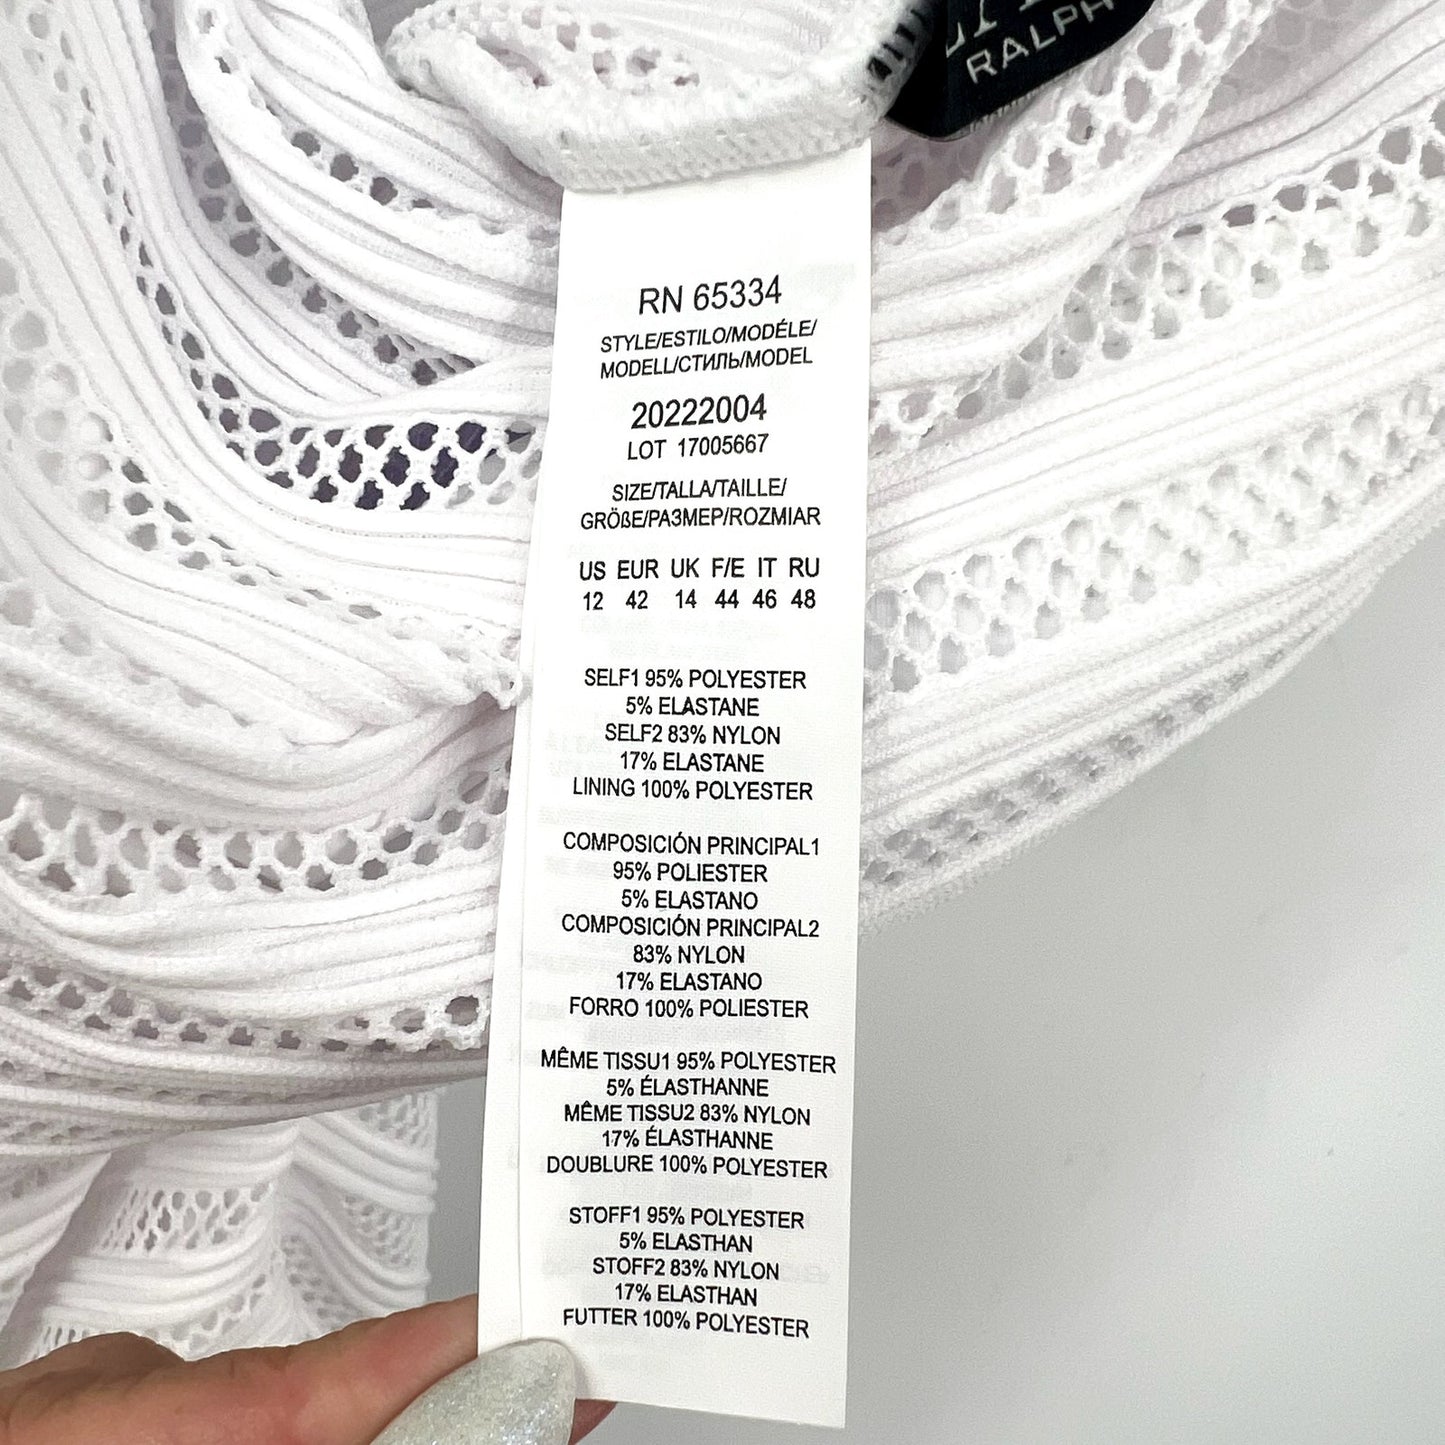 RALPH
RN 65334
STYLE/ESTILO/MODÉLE/
MODELL/СТИЛЬ/MODEL
20222004
LOT 17005667
SIZE/TALLA/TAILLE/
GRÖßE/РАЗМЕР/ROZMIAR
US EUR UK F/E IT RU
12 42 14 44 46 48
SELF1 95% POLYESTER
5% ELASTANE
SELF2 83% NYLON
17% ELASTANE
LINING 100% POLYESTER
COMPOSICIÓN PRINCIPAL1
95% POLIESTER
5% ELASTANO
COMPOSICIÓN PRINCIPAL2
83% NYLON
17% ELASTANO
FORRO 100% POLIESTER
MÊME TISSU1 95% POLYESTER
5% ÉLASTHANNE
MÊME TISSU2 83% NYLON
17% ÉLASTHANNE
DOUBLURE 100% POLYESTER
STOFF1 95% POLYESTER
5% ELASTHAN
STOFF2 83% NYLON
17% ELASTHAN
FUTTER 100% POLYESTER